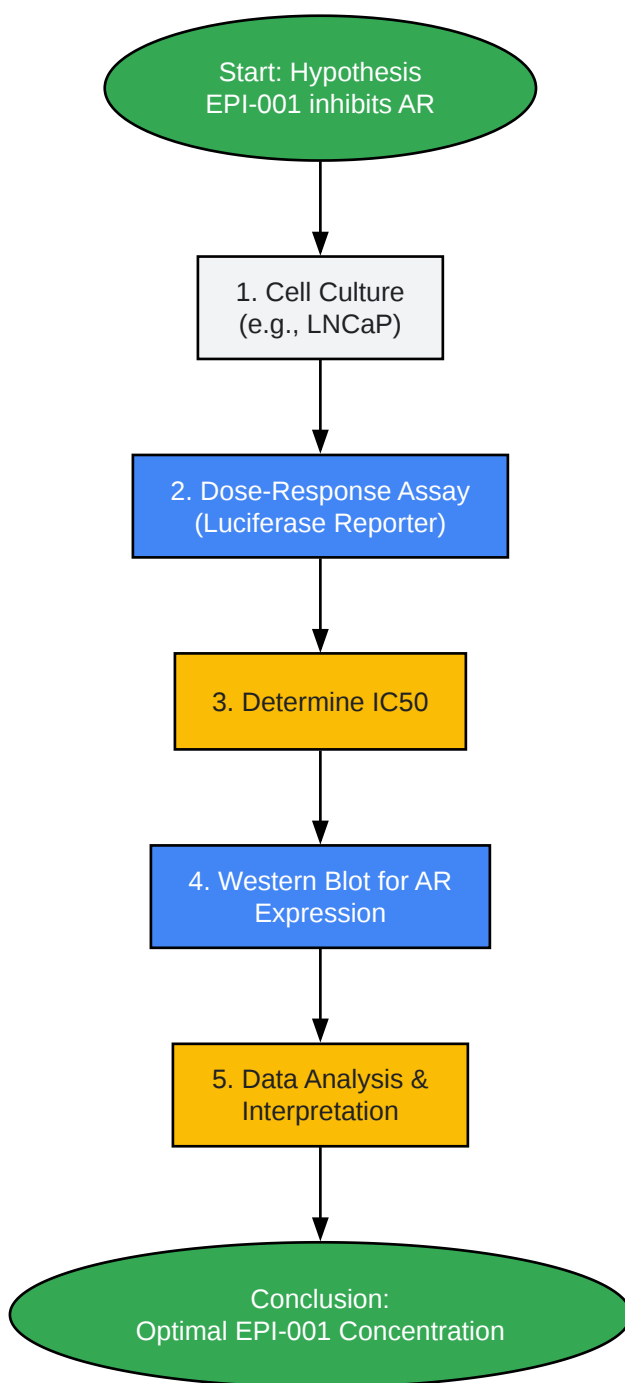 Start: Hypothesis
EPI-001 inhibits AR
1. Cell Culture
(e.g., LNCaP)
2. Dose-Response Assay
(Luciferase Reporter)
3. Determine IC50
4. Western Blot for AR
Expression
5. Data Analysis &
Interpretation
Conclusion:
Optimal EPI-001 Concentration